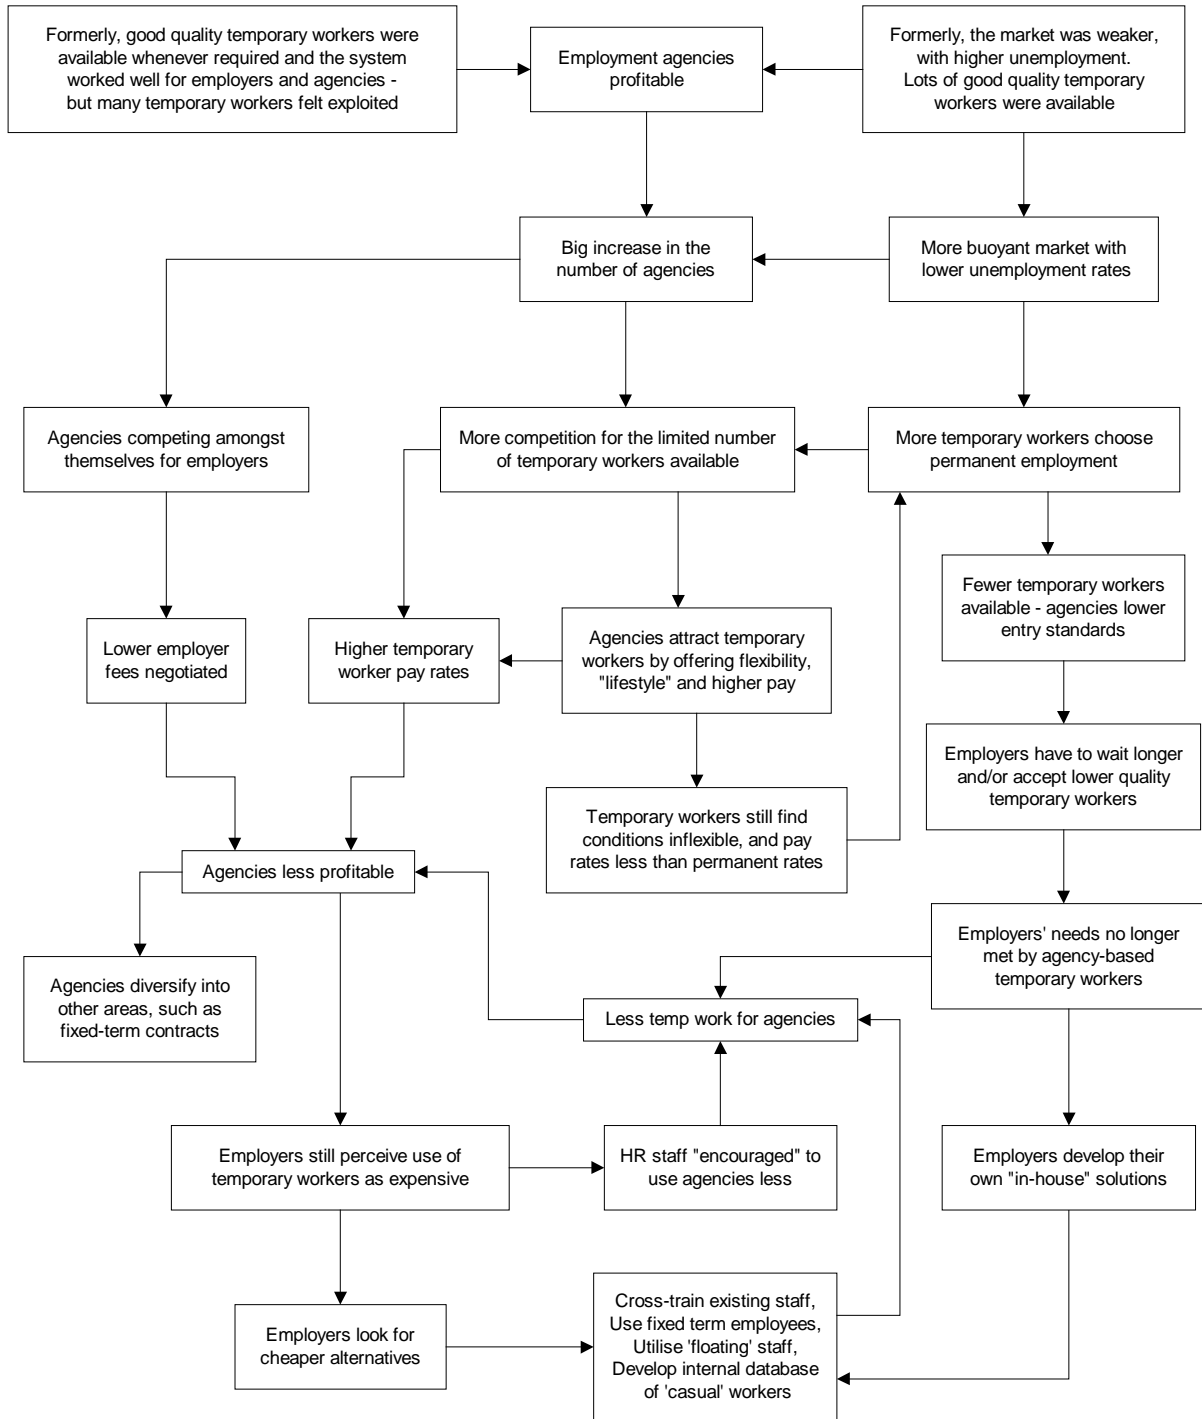 Formerly, good quality temporary workers were
available whenever required and the system
worked well for employers and agencies -
but many temporary workers felt exploited
Employment agencies
profitable
Formerly, the market was weaker,
with higher unemployment.
Lots of good quality temporary
workers were available
Big increase in the
number of agencies
More buoyant market with
lower unemployment rates
Agencies competing amongst
themselves for employers
More competition for the limited number
of temporary workers available
More temporary workers choose
permanent employment
Fewer temporary workers
available - agencies lower
entry standards
Lower employer
fees negotiated
Higher temporary
worker pay rates
Agencies attract temporary
workers by offering flexibility,
"lifestyle" and higher pay
Employers have to wait longer
and/or accept lower quality
temporary workers
Temporary workers still find
conditions inflexible, and pay
rates less than permanent rates
Agencies less profitable
Employers' needs no longer
met by agency-based
temporary workers
Agencies diversify into
other areas, such as
fixed-term contracts
Less temp work for agencies
Employers still perceive use of
temporary workers as expensive
HR staff "encouraged" to
use agencies less
Employers develop their
own "in-house" solutions
Employers look for
cheaper alternatives
Cross-train existing staff,
Use fixed term employees,
Utilise 'floating' staff,
Develop internal database
of 'casual' workers